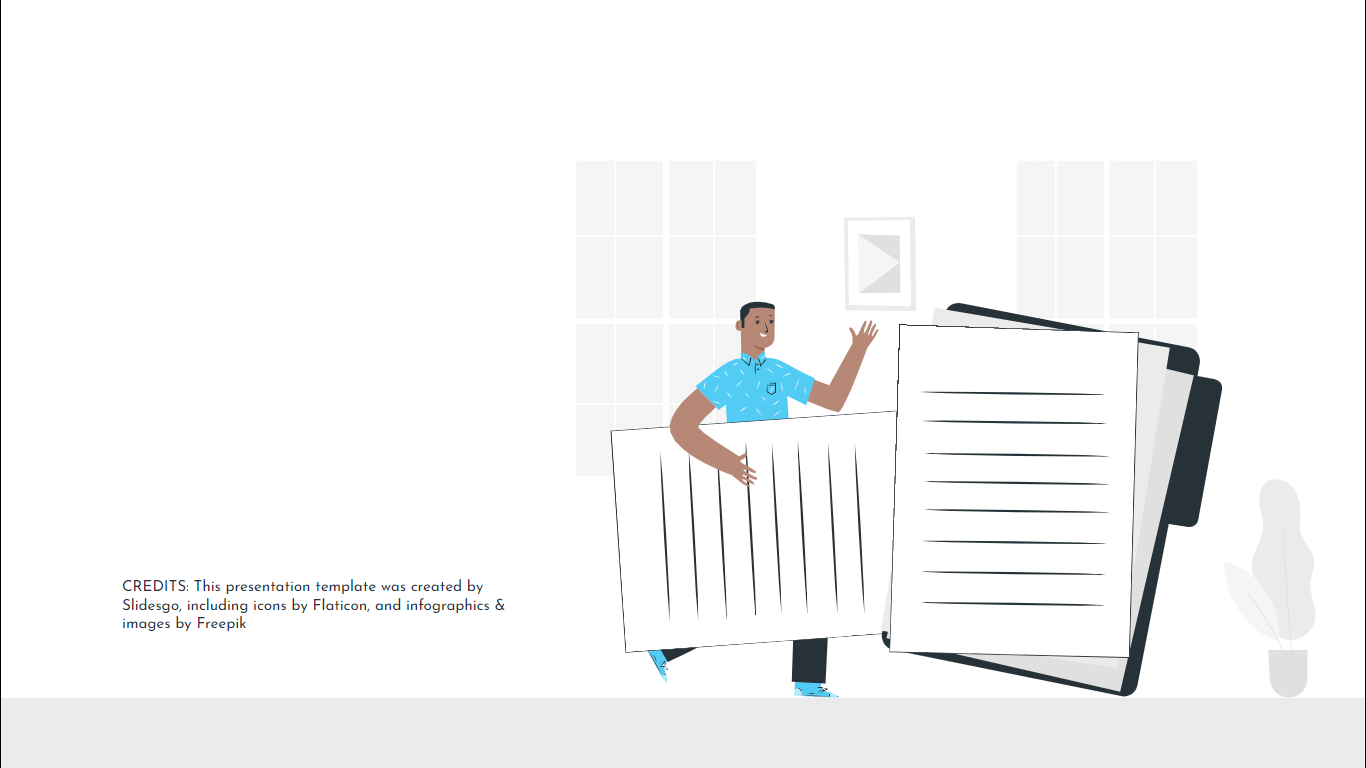 CREDITS: This presentation template was created by
Slidesgo, including icons by Flaticon, and infographics &
images by Freepik